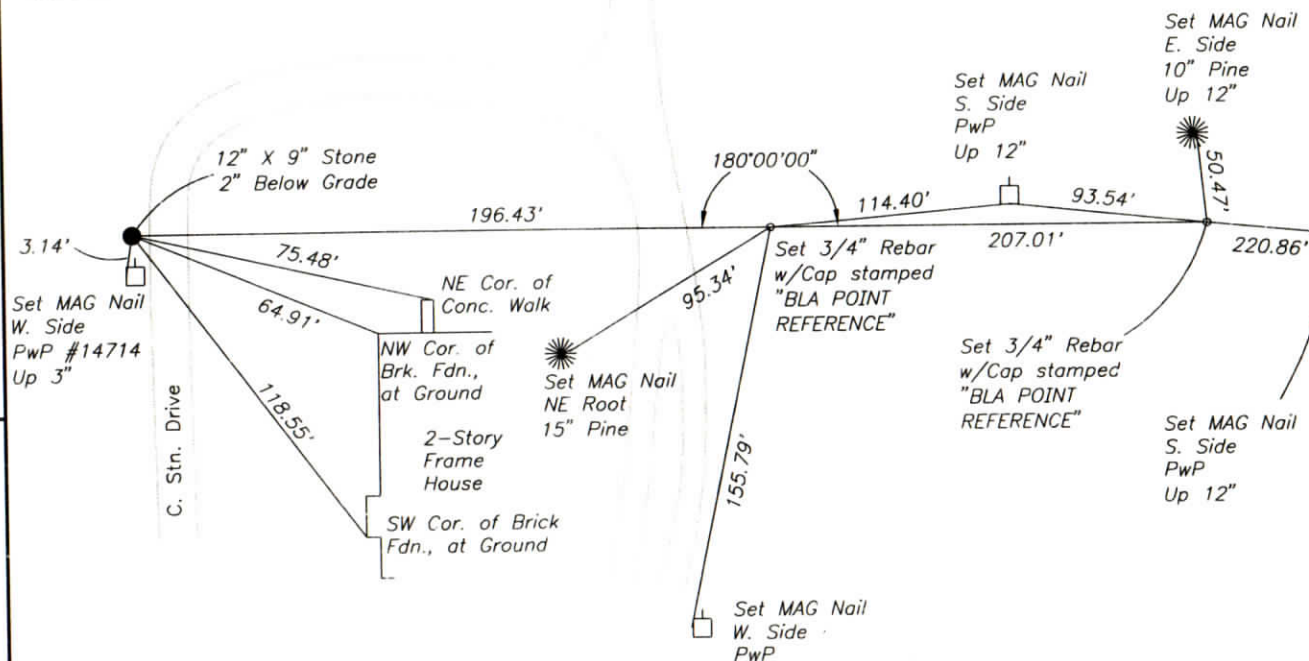 Set MAG Nail
E. Side
10" Pine
Up 12"
Set MAG Nail
S. Side
PwP
Up 12"
12" X 9" Stone
2" Below Grade
180°00'00"
50.47'
196.43'
114.40'
93.54'
3.14'
75.48'
207.01'
220.86'
Set 3/4" Rebar
w/Cap stamped
"BLA POINT
REFERENCE"
95.34'
NE Cor. of
Conc. Walk
64.91'
Set MAG Nail
W. Side
PwP #14714
Up 3"
NW Cor. of
Brk. Fdn.,
at Ground
Set MAG Nail
NE Root
15" Pine
Set 3/4" Rebar
w/Cap stamped
"BLA POINT
REFERENCE"
118.55'
C. Stn. Drive
2-Story
Frame
House
155.79'
Set MAG Nail
S. Side
PwP
Up 12"
SW Cor. of Brick
Fdn., at Ground
Set MAG Nail
W. Side
PwP